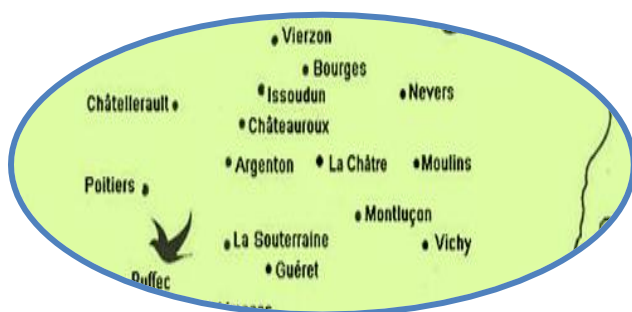 Vierzon
Bourges
Issoudun
Nevers
Châtellerault
Châteauroux
Argenton
La Châtre
Moulins
Poitiers
Montluçon
La Souterraine
Vichy
Guéret
Ruffec